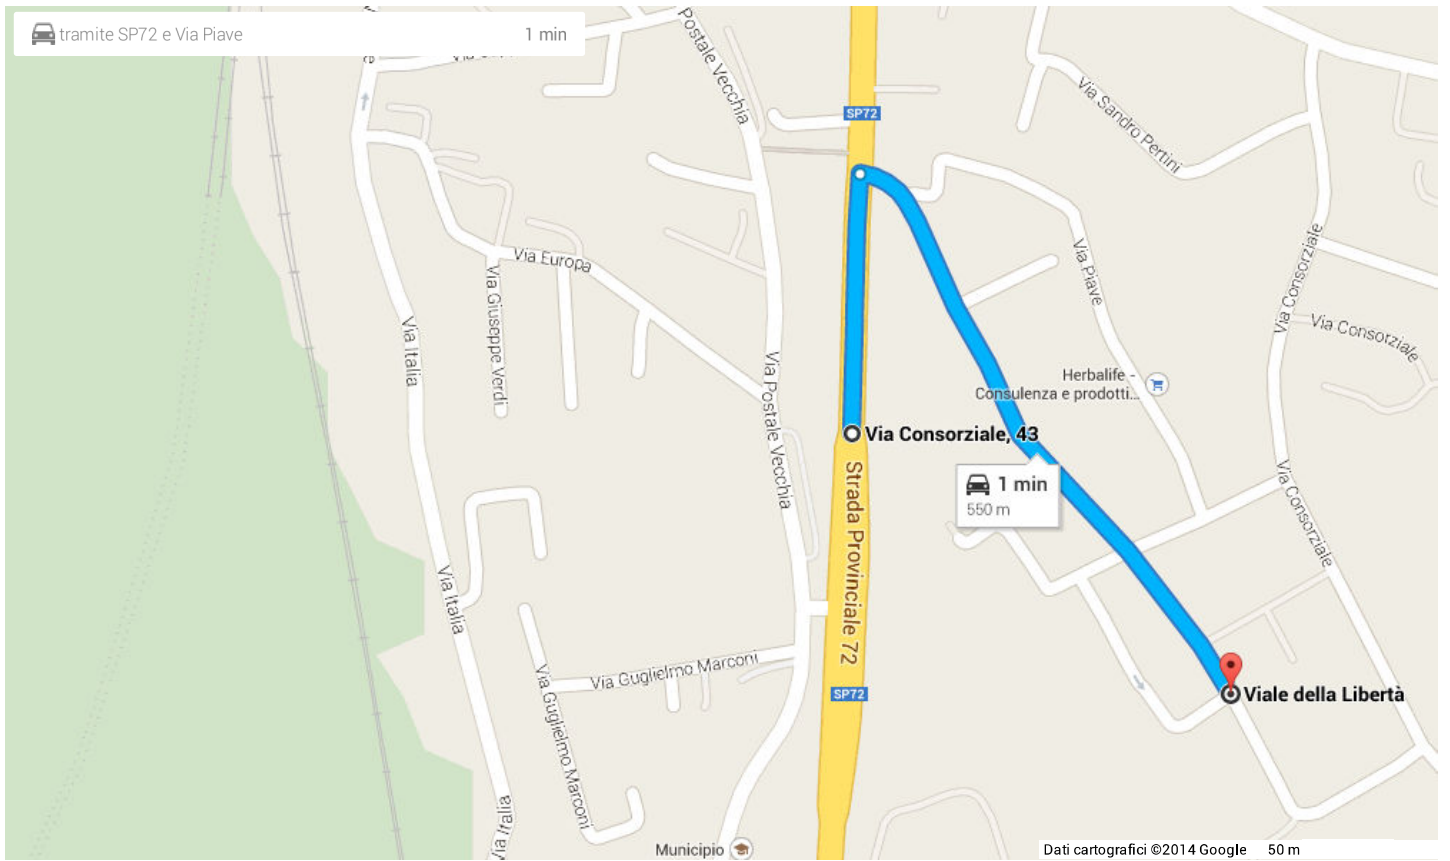 tramite SP72 e Via Piave 1 min
Postale Vecchia
SP72
Via Sandro Pertini
Via Europa
Via Giuseppe Verdi
Via Italia
Via Piave
Via Consorziale
Via Consorziale
Via Postale Vecchia
Herbalife -
Consulenza e prodotti...
Via Consorziale, 43
1 min
550 m
Strada Provinciale 72
Via Consorziale
Via Italia
Via Guglielmo Marconi
Via Guglielmo Marconi
SP72
Viale della Libertà
Via Italia
Municipio
Dati cartografici ©2014 Google 50 m